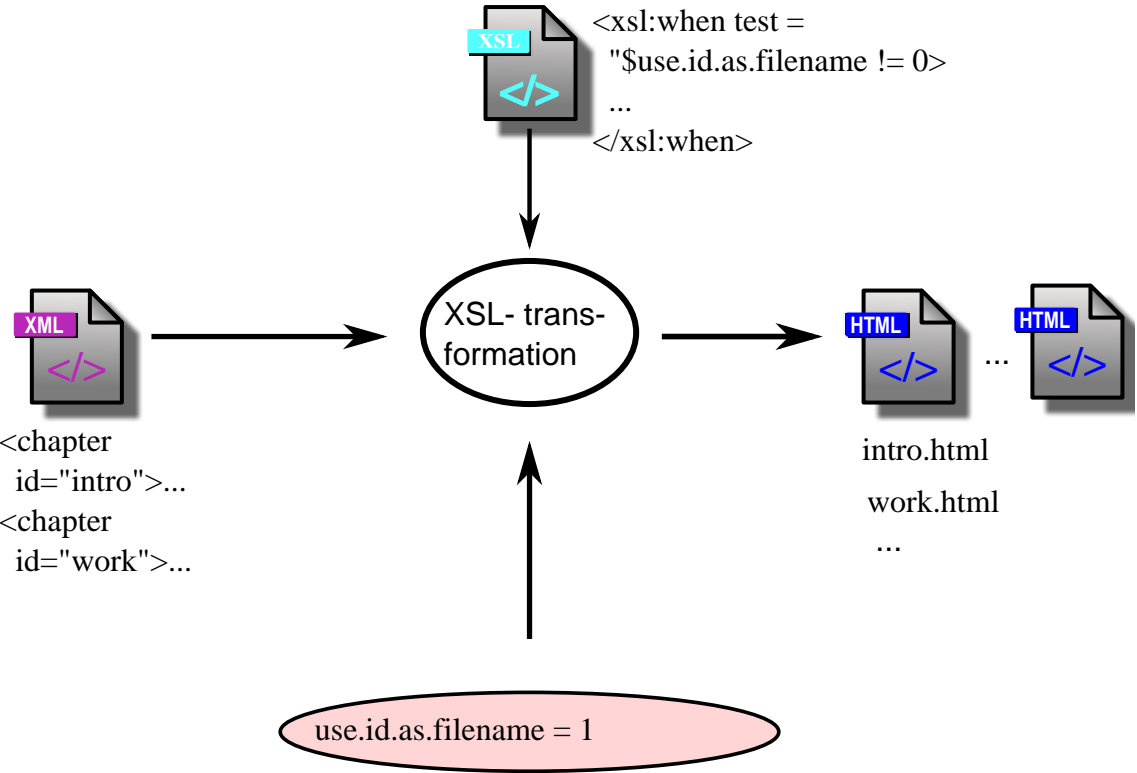 XSL
</>
<xsl:when test =
"$use.id.as.filename != 0>
...
</xsl:when>
XSL- trans-
formation
XML
</>
<chapter
id="intro">...
<chapter
id="work">...
HTML
</>
...
HTML
</>
intro.html
work.html
...
use.id.as.filename = 1